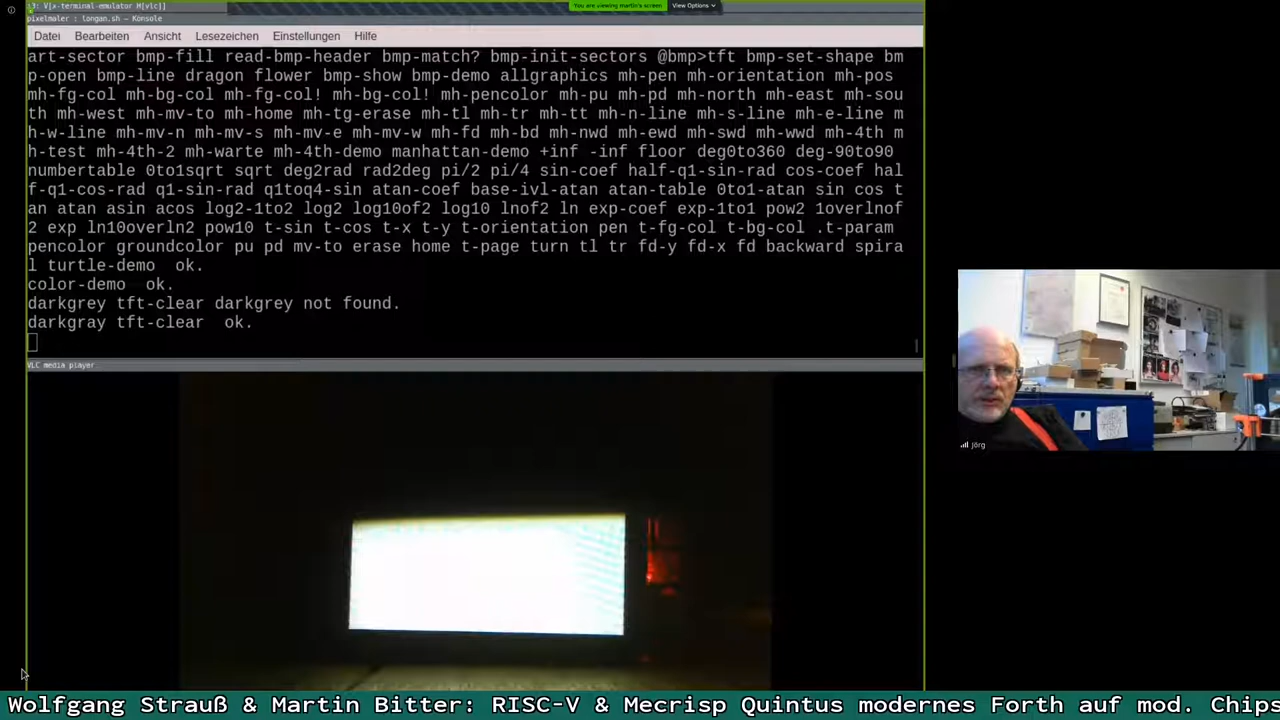 i3: V[x-terminal-emulator H[vlc]]
You are viewing martin's screen
View Options
pixelmaler : longan.sh — Konsole
Datei Bearbeiten Ansicht Lesezeichen Einstellungen Hilfe
art-sector bmp-fill read-bmp-header bmp-match? bmp-init-sectors @bmp>tft bmp-set-shape bm
p-open bmp-line dragon flower bmp-show bmp-demo allgraphics mh-pen mh-orientation mh-pos
mh-fg-col mh-bg-col mh-fg-col! mh-bg-col! mh-pencolor mh-pu mh-pd mh-north mh-east mh-sou
th mh-west mh-mv-to mh-home mh-tg-erase mh-tl mh-tr mh-tt mh-n-line mh-s-line mh-e-line m
h-w-line mh-mv-n mh-mv-s mh-mv-e mh-mv-w mh-fd mh-bd mh-nwd mh-ewd mh-swd mh-wwd mh-4th m
h-test mh-4th-2 mh-warte mh-4th-demo manhattan-demo +inf -inf floor deg0to360 deg-90to90
numbertable 0to1sqrt sqrt deg2rad rad2deg pi/2 pi/4 sin-coef half-q1-sin-rad cos-coef hal
f-q1-cos-rad q1-sin-rad q1toq4-sin atan-coef base-ivl-atan atan-table 0to1-atan sin cos t
an atan asin acos log2-1to2 log2 log10of2 log10 lnof2 ln exp-coef exp-1to1 pow2 1overlnof
2 exp ln10overln2 pow10 t-sin t-cos t-x t-y t-orientation pen t-fg-col t-bg-col .t-param
pencolor groundcolor pu pd mv-to erase home t-page turn tl tr fd-y fd-x fd backward spira
l turtle-demo  ok.
color-demo  ok.
darkgrey tft-clear darkgrey not found.
darkgray tft-clear  ok.
VLC media player
Jörg
Wolfgang Strauß & Martin Bitter: RISC-V & Mecrisp Quintus modernes Forth auf mod. Chips